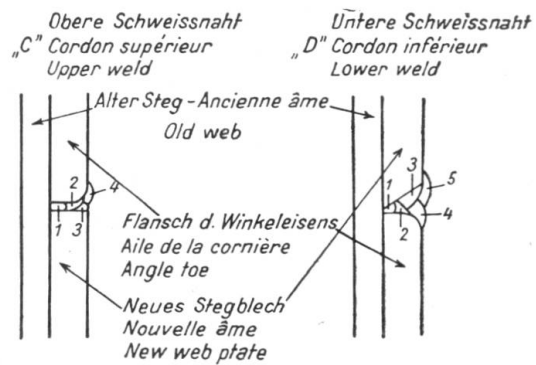 Obere Schweissnaht
„C" Cordon supérieur
Upper weld
Untere Schweissnaht
„D" Cordon inférieur
Lower weld
Alter Steg - Ancienne âme
Old web
2
4
1
3
3
5
1
2
4
Flansch d. Winkeleisens
Aile de la cornière
Angle toe
Neues Stegblech
Nouvelle âme
New web ptate